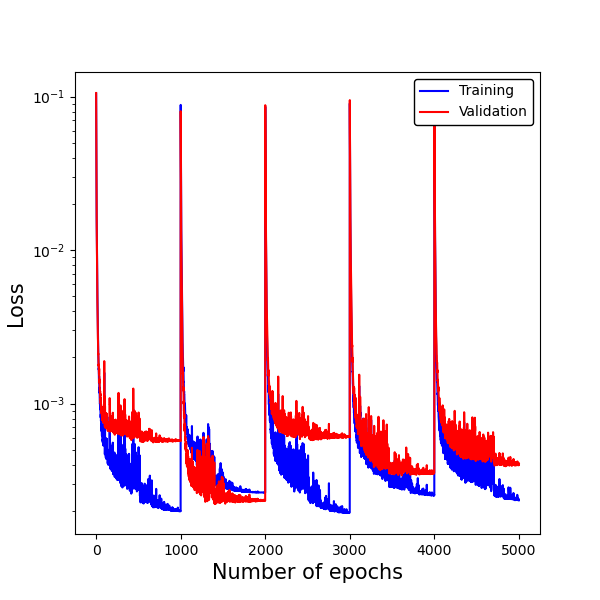 Training
Validation
10⁻¹
10⁻²
10⁻³
Loss
0 1000 2000 3000 4000 5000
Number of epochs